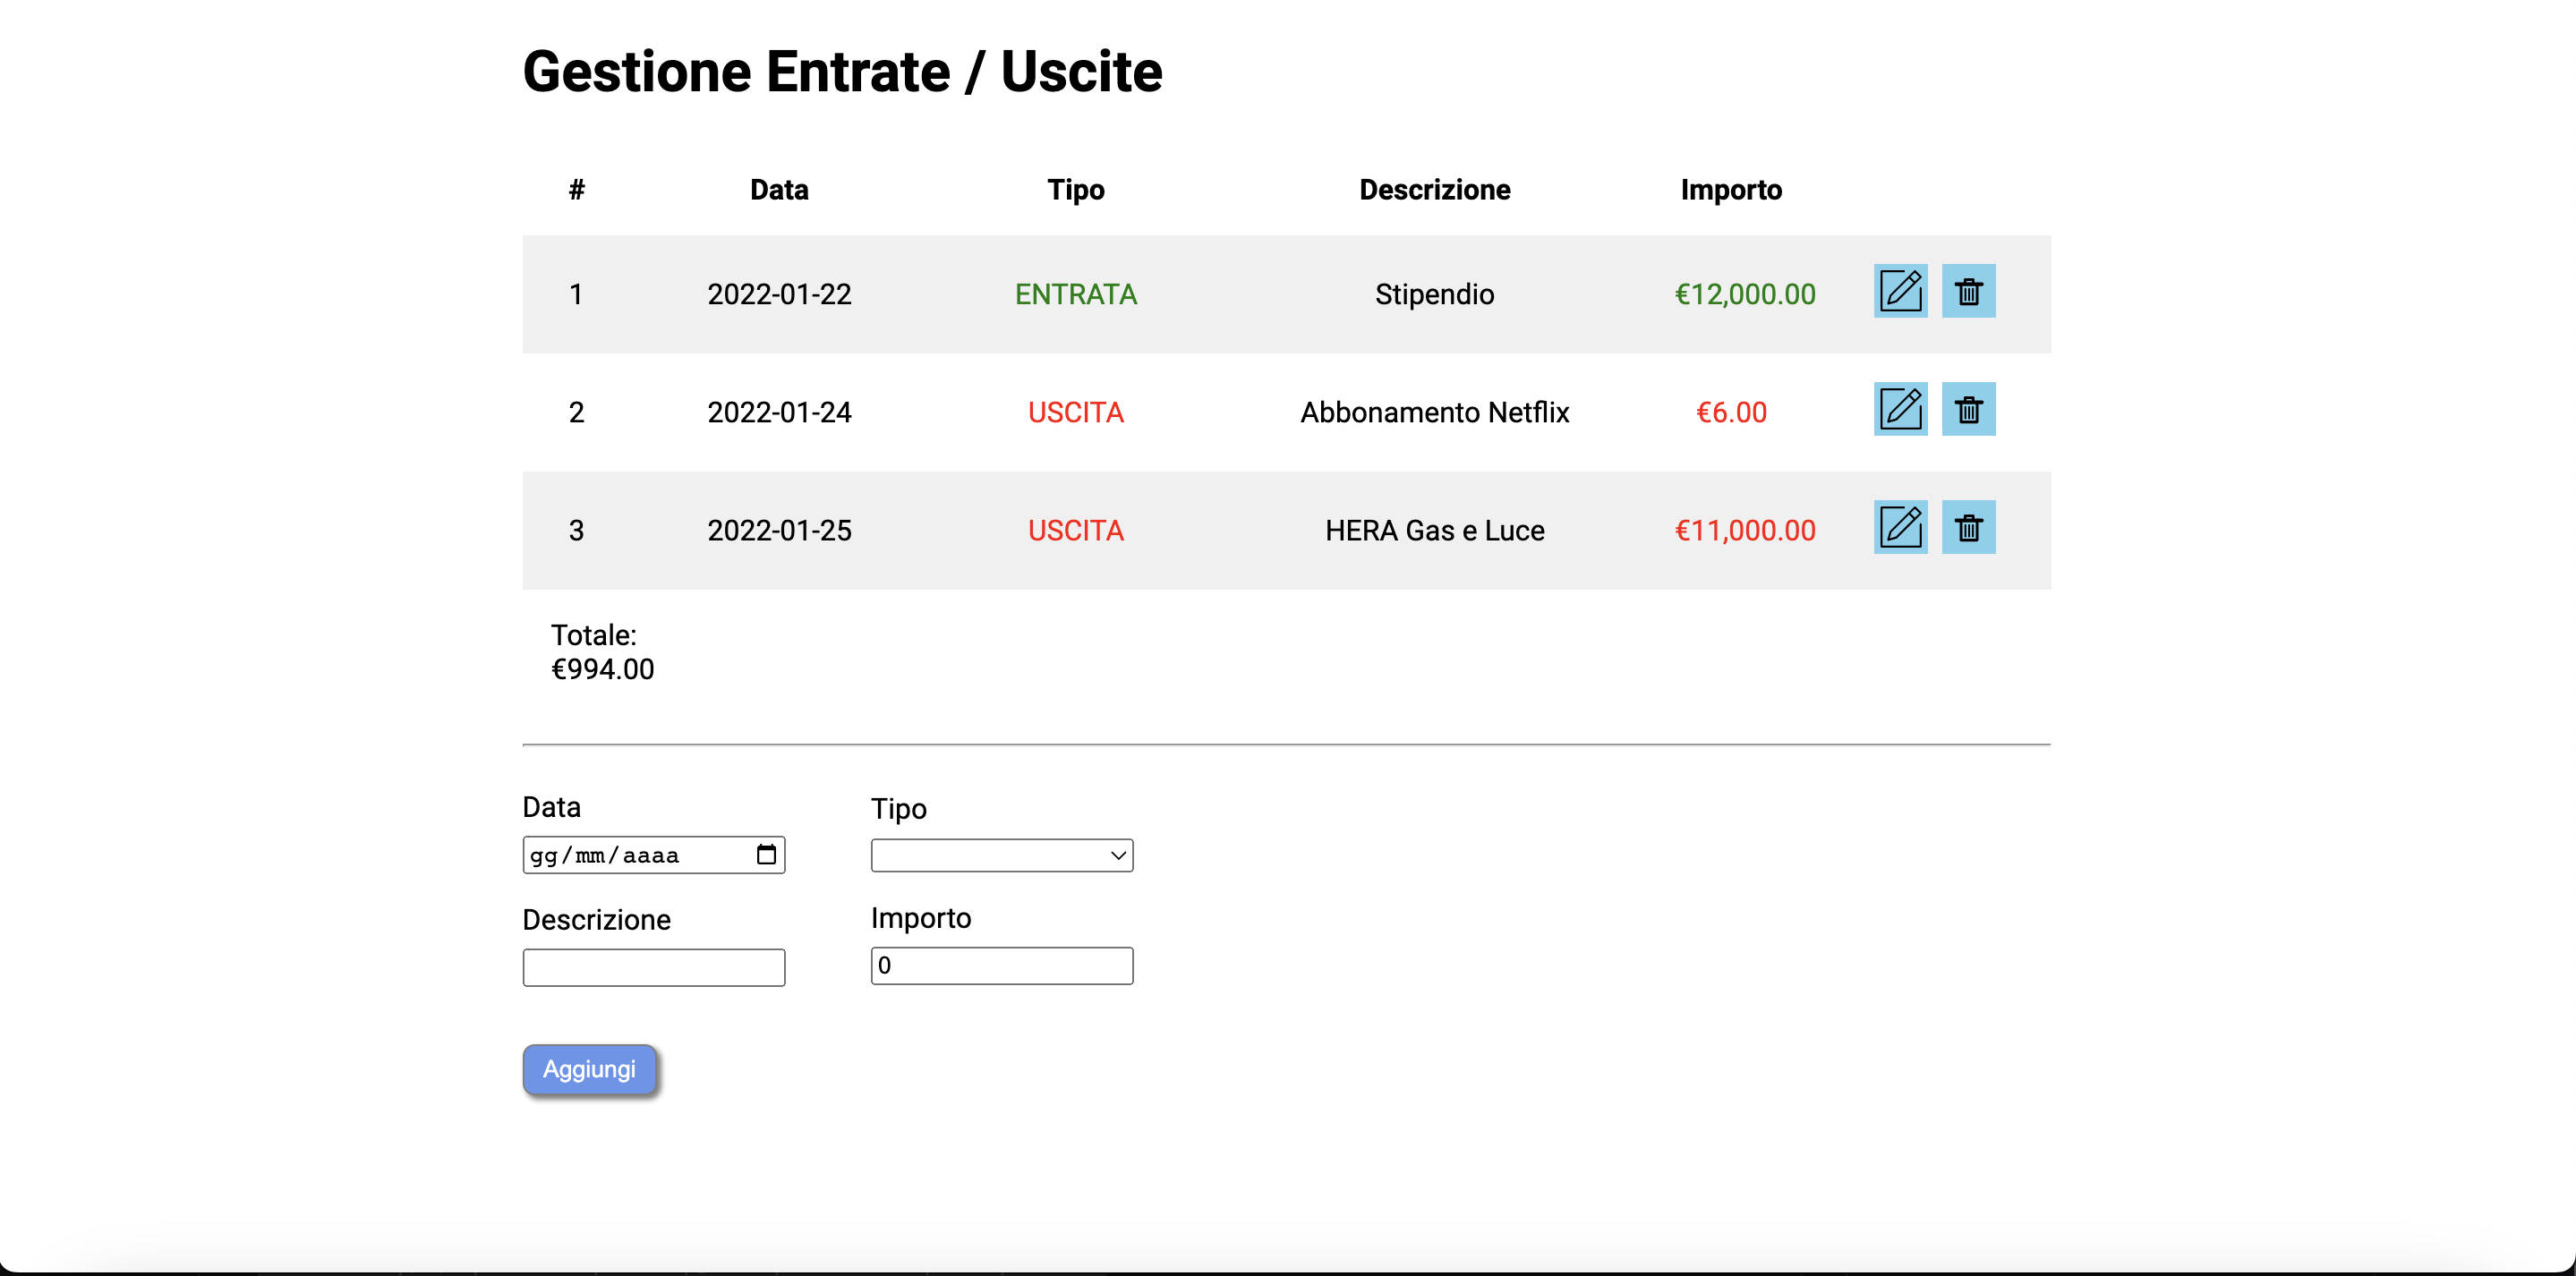 Gestione Entrate / Uscite
# Data Tipo Descrizione Importo
1 2022-01-22 ENTRATA Stipendio €12,000.00
2 2022-01-24 USCITA Abbonamento Netflix €6.00
3 2022-01-25 USCITA HERA Gas e Luce €11,000.00
Totale:
€994.00
Data Tipo
gg/mm/aaaa
Descrizione Importo
0
Aggiungi